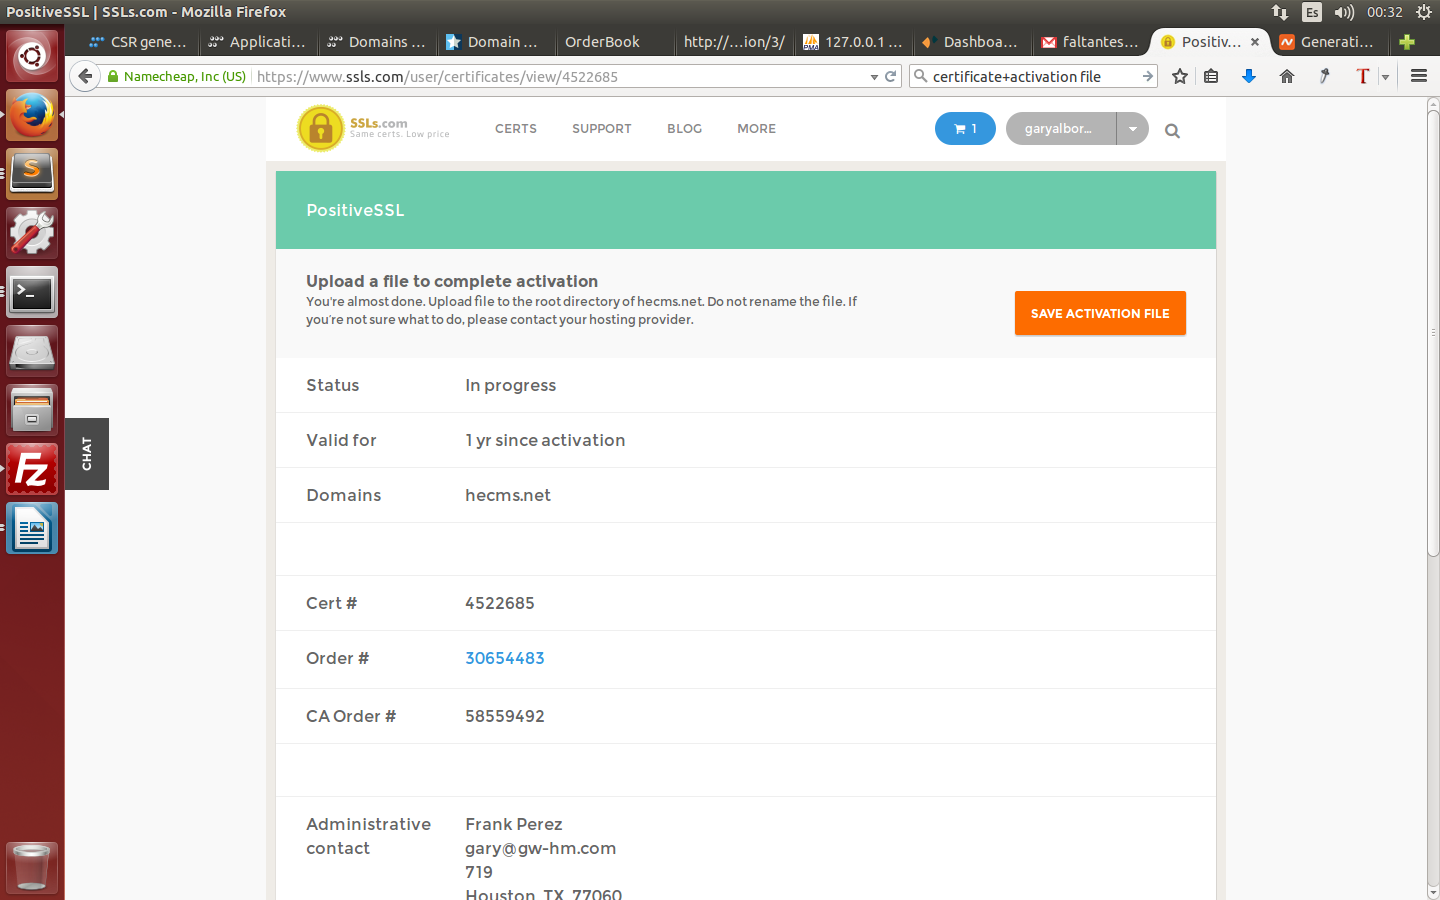 PositiveSSL | SSLs.com - Mozilla Firefox
Es
00:32
CSR gene...
Applicati...
Domains ...
Domain ...
OrderBook
http://...ion/3/
127.0.0.1 ...
Dashboa...
faltantes...
Positiv...
Generati...
Namecheap, Inc (US)
https://www.ssls.com/user/certificates/view/4522685
certificate+activation file
SSLs.com
Same certs. Low price
CERTS
SUPPORT
BLOG
MORE
1
garyalbor...
PositiveSSL
Upload a file to complete activation
You're almost done. Upload file to the root directory of hecms.net. Do not rename the file. If
you're not sure what to do, please contact your hosting provider.
SAVE ACTIVATION FILE
Status In progress
Valid for 1 yr since activation
CHAT
Domains hecms.net
Cert # 4522685
Order # 30654483
CA Order # 58559492
Administrative contact
Frank Perez
gary@gw-hm.com
719
Houston, TX, 77060